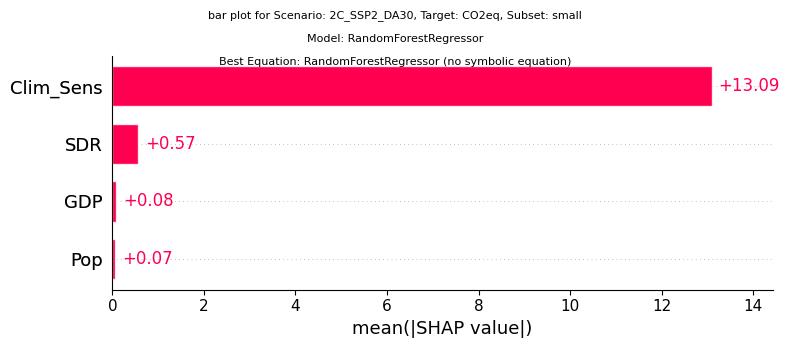 bar plot for Scenario: 2C_SSP2_DA30, Target: CO2eq, Subset: small
Model: RandomForestRegressor
Best Equation: RandomForestRegressor (no symbolic equation)
Clim_Sens +13.09
SDR +0.57
GDP +0.08
Pop +0.07
0 2 4 6 8 10 12 14
mean(|SHAP value|)